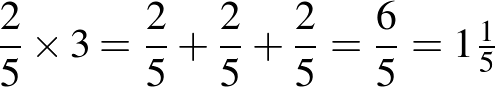 2/5 × 3 = 2/5 + 2/5 + 2/5 = 6/5 = 1 1/5